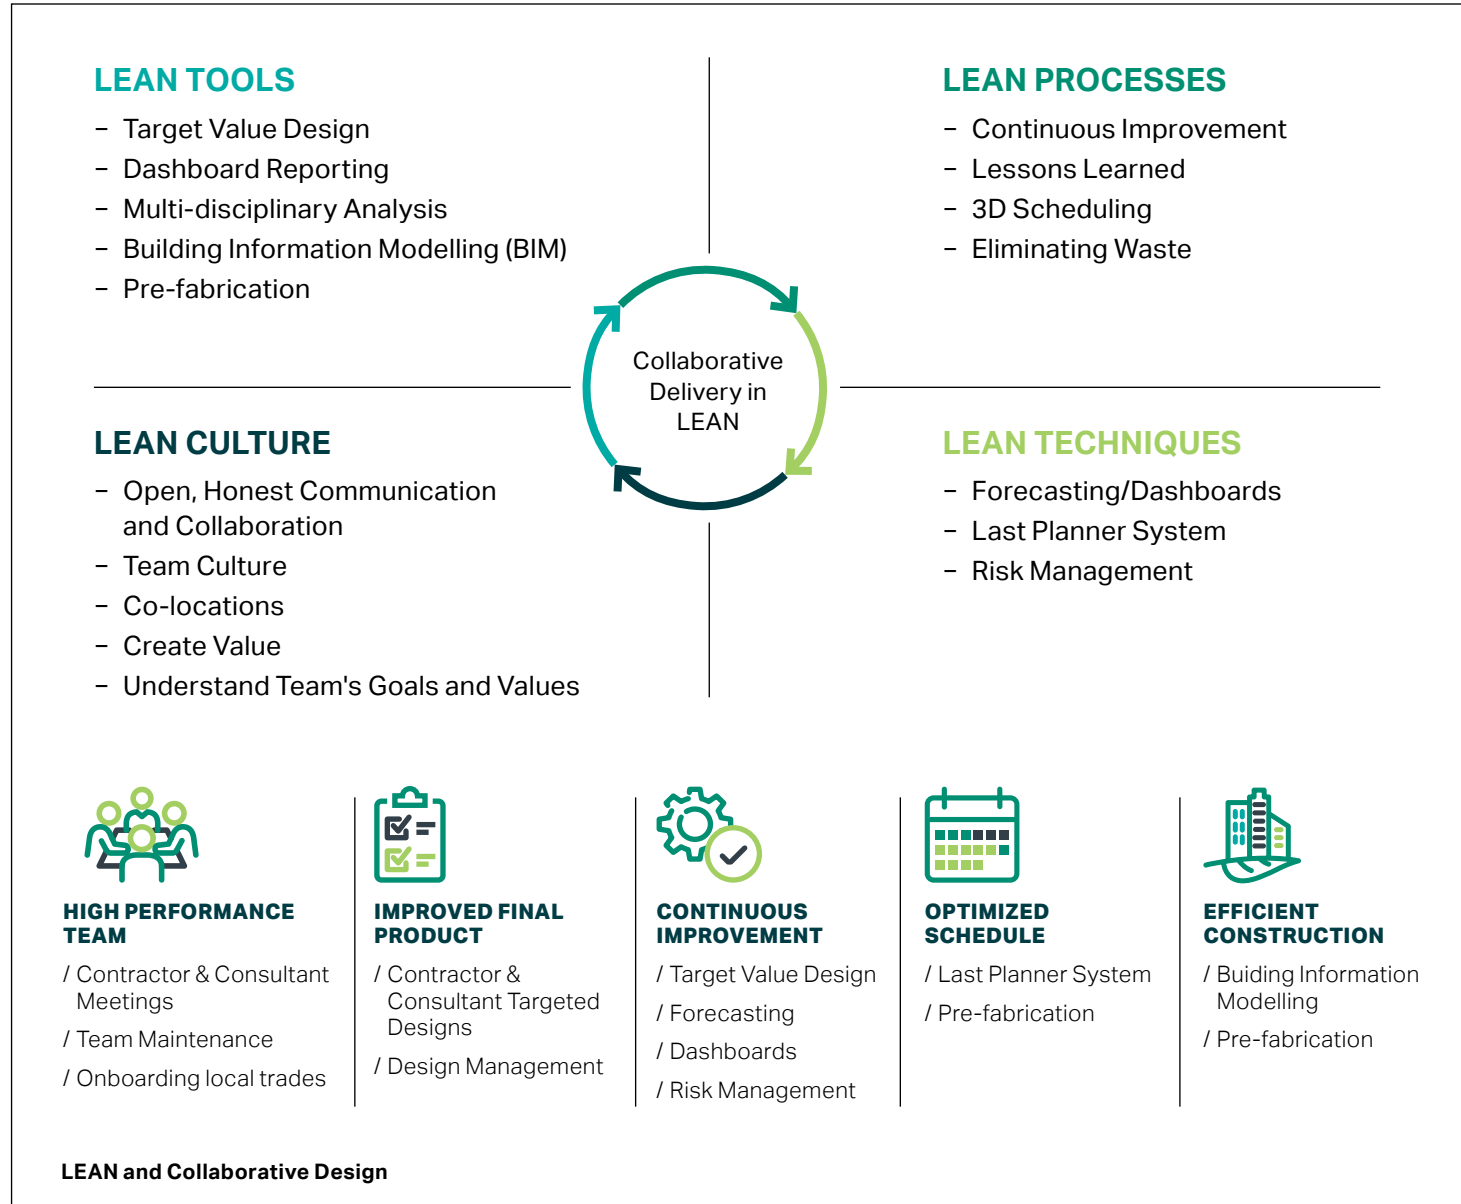 LEAN TOOLS
– Target Value Design
– Dashboard Reporting
– Multi-disciplinary Analysis
– Building Information Modelling (BIM)
– Pre-fabrication
LEAN PROCESSES
– Continuous Improvement
– Lessons Learned
– 3D Scheduling
– Eliminating Waste
Collaborative
Delivery in
LEAN
LEAN CULTURE
– Open, Honest Communication
and Collaboration
– Team Culture
– Co-locations
– Create Value
– Understand Team's Goals and Values
LEAN TECHNIQUES
– Forecasting/Dashboards
– Last Planner System
– Risk Management
HIGH PERFORMANCE
TEAM
/ Contractor & Consultant
Meetings
/ Team Maintenance
/ Onboarding local trades
IMPROVED FINAL
PRODUCT
/ Contractor &
Consultant Targeted
Designs
/ Design Management
CONTINUOUS
IMPROVEMENT
/ Target Value Design
/ Forecasting
/ Dashboards
/ Risk Management
OPTIMIZED
SCHEDULE
/ Last Planner System
/ Pre-fabrication
EFFICIENT
CONSTRUCTION
/ Buiding Information
Modelling
/ Pre-fabrication
LEAN and Collaborative Design